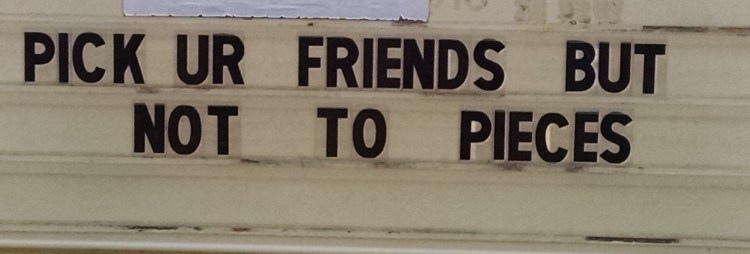 PICK UR FRIENDS BUT
NOT TO PIECES